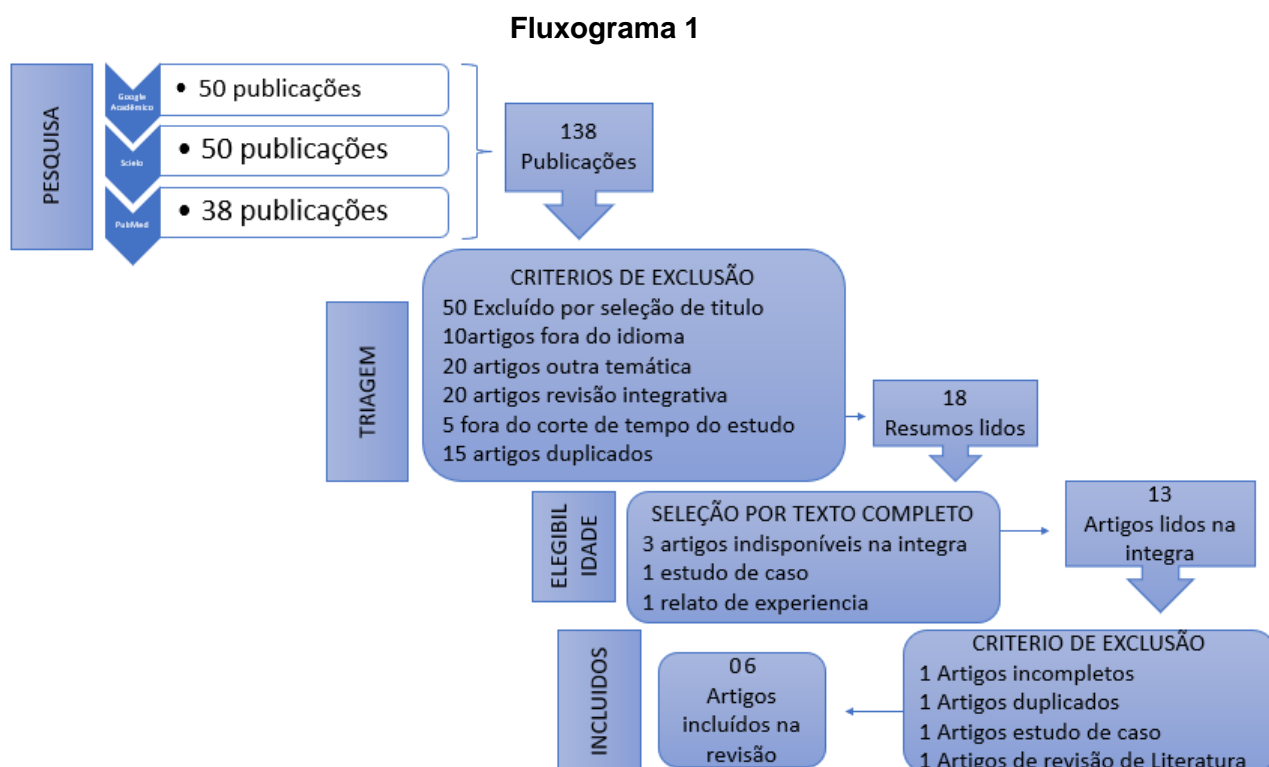 Fluxograma 1
PESQUISA
Google
Acadêmico
• 50 publicações
Scielo
• 50 publicações
PubMed
• 38 publicações
138
Publicações
TRIAGEM
CRITERIOS DE EXCLUSÃO
50 Excluído por seleção de titulo
10artigos fora do idioma
20 artigos outra temática
20 artigos revisão integrativa
5 fora do corte de tempo do estudo
15 artigos duplicados
18
Resumos lidos
ELEGIBIL
IDADE
SELEÇÃO POR TEXTO COMPLETO
3 artigos indisponíveis na integra
1 estudo de caso
1 relato de experiencia
13
Artigos lidos na
integra
INCLUIDOS
06
Artigos
incluídos na
revisão
CRITERIO DE EXCLUSÃO
1 Artigos incompletos
1 Artigos duplicados
1 Artigos estudo de caso
1 Artigos de revisão de Literatura